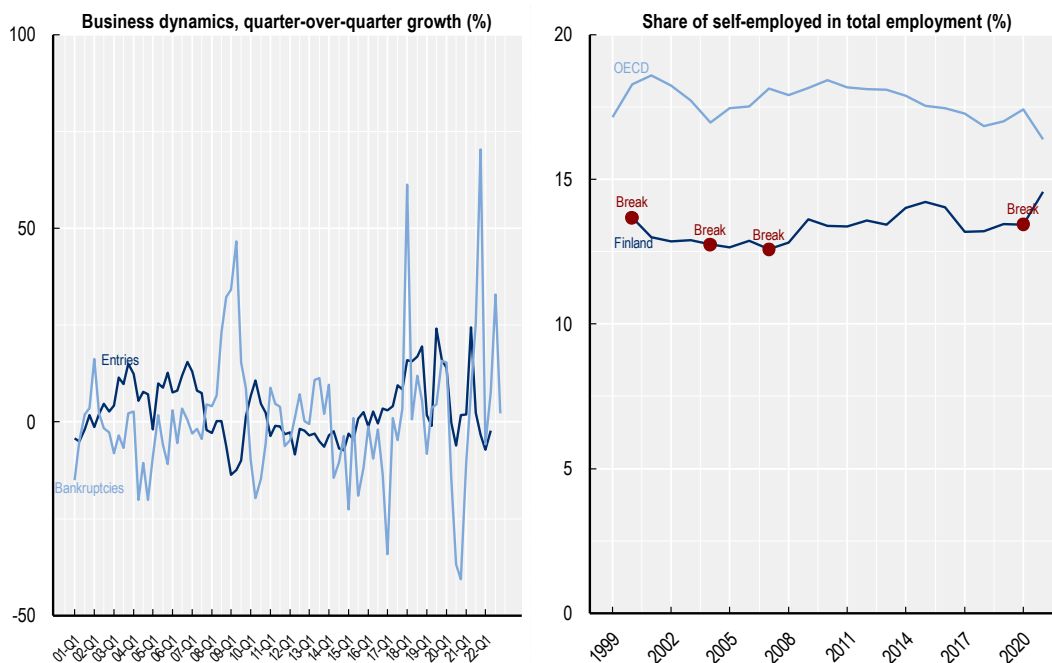 Business dynamics, quarter-over-quarter growth (%)
100
50
0
-50
Entries
Bankruptcies
01-Q1
02-Q1
03-Q1
04-Q1
05-Q1
06-Q1
07-Q1
08-Q1
09-Q1
10-Q1
11-Q1
12-Q1
13-Q1
14-Q1
15-Q1
16-Q1
17-Q1
18-Q1
19-Q1
20-Q1
21-Q1
22-Q1
Share of self-employed in total employment (%)
20
15
10
5
0
OECD
Break
Finland
Break
Break
Break
1999
2002
2005
2008
2011
2014
2017
2020